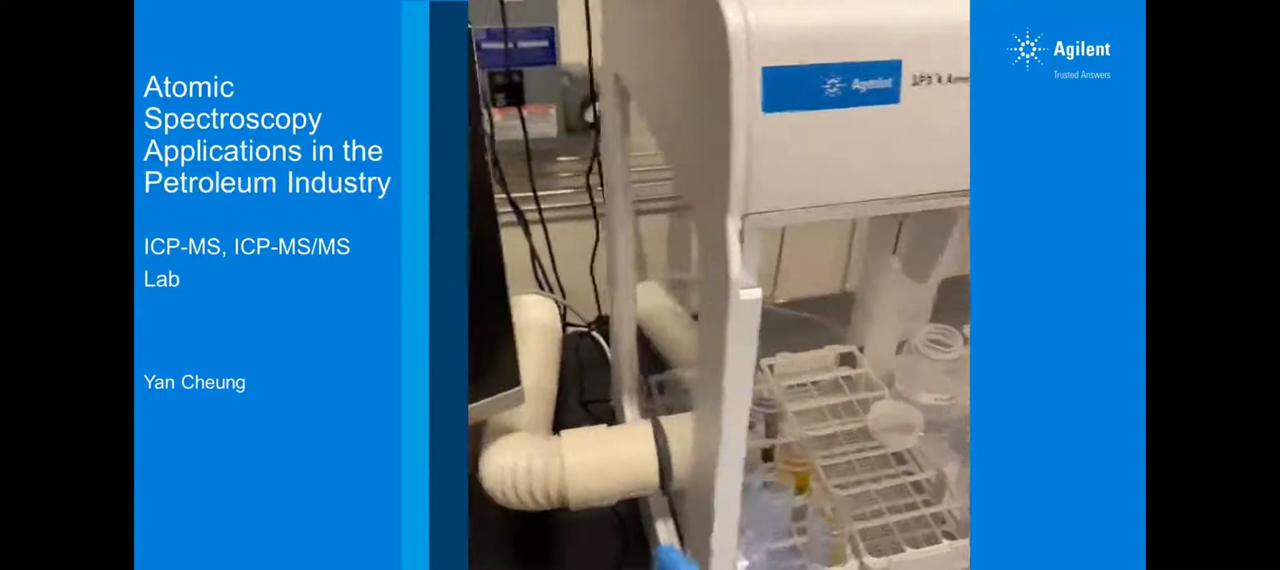 Atomic
Spectroscopy
Applications in the
Petroleum Industry
ICP-MS, ICP-MS/MS
Lab
Yan Cheung
Agilent
Agilent
Trusted Answers